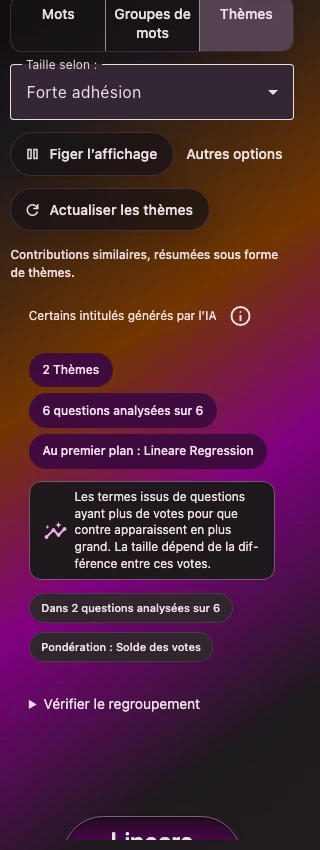 Mots
Groupes de
mots
Thèmes
Taille selon :
Forte adhésion
Figer l’affichage
Autres options
Actualiser les thèmes
Contributions similaires, résumées sous forme
de thèmes.
Certains intitulés générés par l’IA
2 Thèmes
6 questions analysées sur 6
Au premier plan : Lineare Regression
Les termes issus de questions
ayant plus de votes pour que
contre apparaissent en plus
grand. La taille dépend de la dif-
férence entre ces votes.
Dans 2 questions analysées sur 6
Pondération : Solde des votes
Vérifier le regroupement
Lineare